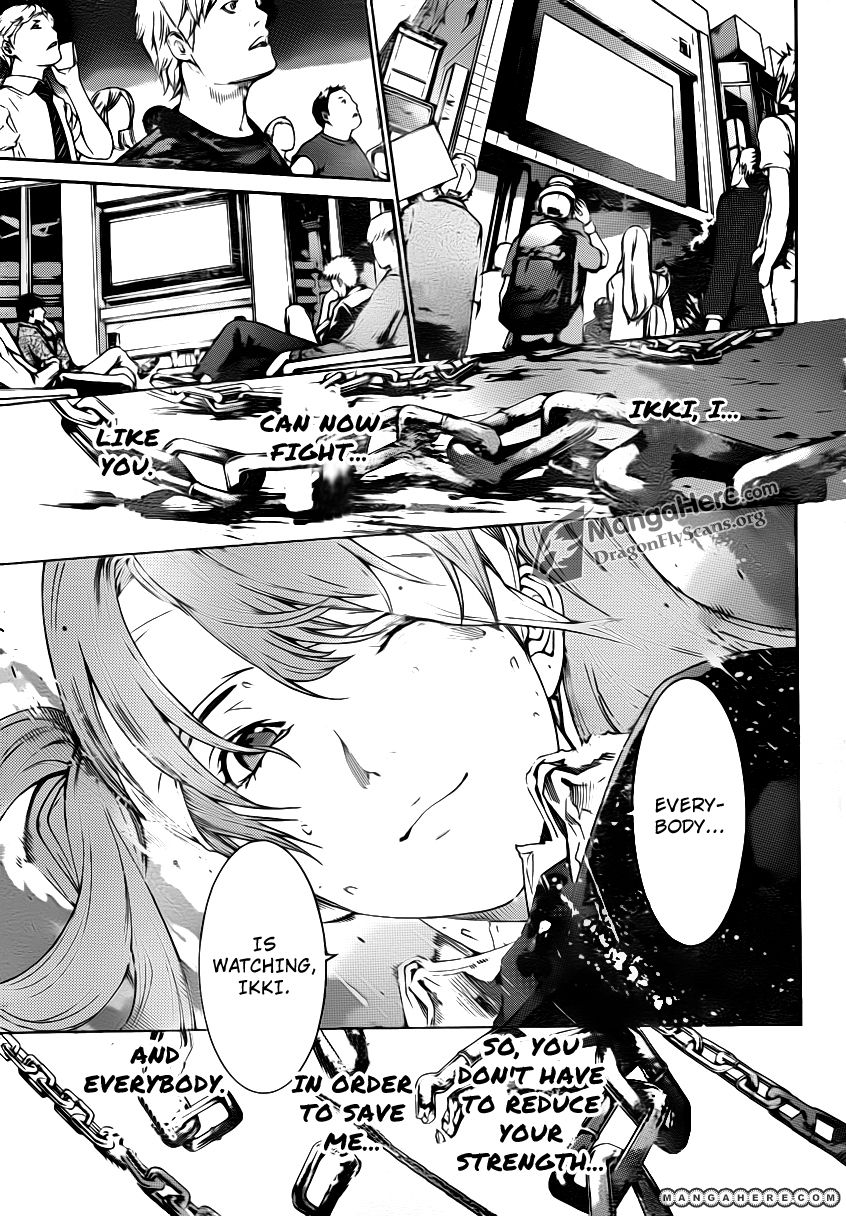 IKKI, I...
CAN NOW
FIGHT...
LIKE
YOU.
MangaHere.com
DragonFlyScans.org
EVERY-
BODY...
IS
WATCHING,
IKKI.
SO, YOU
DON'T HAVE
TO REDUCE
YOUR
STRENGTH...
IN ORDER
TO SAVE
ME...
AND
EVERYBODY.
MANGAHERE.COM